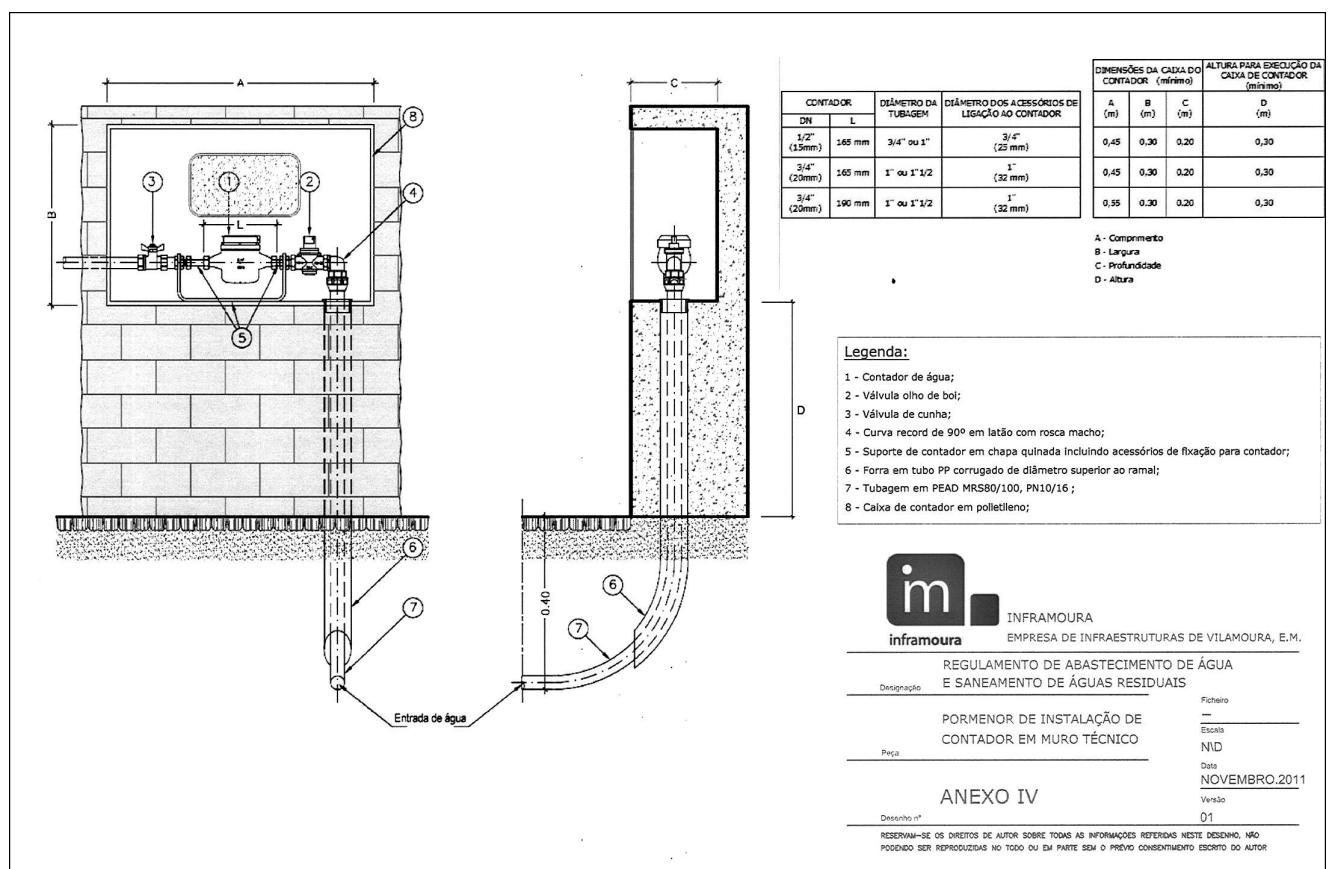 A
8
3
1
2
4
B
L
5
6
7
Entrada de água
C
D
0.40
6
7
CONTADOR
DIÂMETRO DA TUBAGEM
DIÂMETRO DOS ACESSÓRIOS DE LIGAÇÃO AO CONTADOR
DN L
1/2" (15mm) 165 mm 3/4" ou 1" 3/4" (25 mm)
3/4" (20mm) 165 mm 1" ou 1"1/2 1" (32 mm)
3/4" (20mm) 190 mm 1" ou 1"1/2 1" (32 mm)
DIMENSÕES DA CAIXA DO CONTADOR (mínimo)
ALTURA PARA EXECUÇÃO DA CAIXA DE CONTADOR (mínimo)
A (m) B (m) C (m) D (m)
0,45 0,30 0,20 0,30
0,45 0,30 0.20 0,30
0,55 0.30 0.20 0,30
A - Comprimento
B - Largura
C - Profundidade
D - Altura
Legenda:
1 - Contador de água;
2 - Válvula olho de boi;
3 - Válvula de cunha;
4 - Curva record de 90º em latão com rosca macho;
5 - Suporte de contador em chapa quinada incluindo acessórios de fixação para contador;
6 - Forra em tubo PP corrugado de diâmetro superior ao ramal;
7 - Tubagem em PEAD MRS80/100, PN10/16 ;
8 - Caixa de contador em polietileno;
im
inframoura
INFRAMOURA
EMPRESA DE INFRAESTRUTURAS DE VILAMOURA, E.M.
Designação
REGULAMENTO DE ABASTECIMENTO DE ÁGUA
E SANEAMENTO DE ÁGUAS RESIDUAIS
Peça
PORMENOR DE INSTALAÇÃO DE
CONTADOR EM MURO TÉCNICO
Desenho nº
ANEXO IV
Ficheiro
—
Escala
N\D
Data
NOVEMBRO.2011
Versão
01
RESERVAM-SE OS DIREITOS DE AUTOR SOBRE TODAS AS INFORMAÇÕES REFERIDAS NESTE DESENHO, NÃO
PODENDO SER REPRODUZIDAS NO TODO OU EM PARTE SEM O PRÉVIO CONSENTIMENTO ESCRITO DO AUTOR